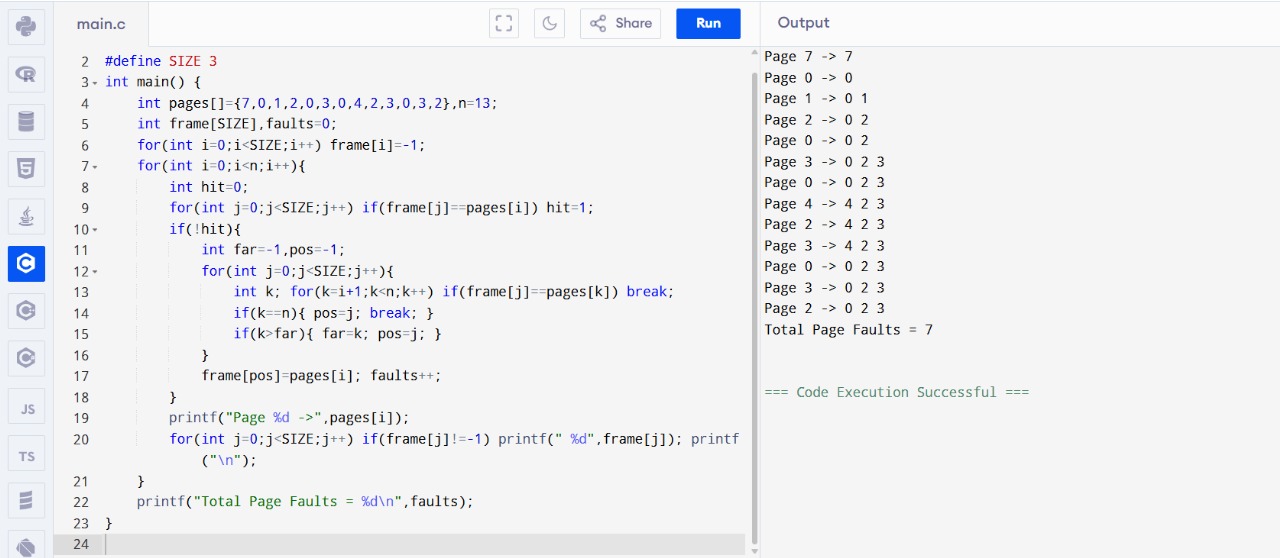 main.c
Share
Run
Output
2 #define SIZE 3
3 int main() {
4     int pages[]={7,0,1,2,0,3,0,4,2,3,0,3,2},n=13;
5     int frame[SIZE],faults=0;
6     for(int i=0;i<SIZE;i++) frame[i]=-1;
7     for(int i=0;i<n;i++){
8         int hit=0;
9         for(int j=0;j<SIZE;j++) if(frame[j]==pages[i]) hit=1;
10         if(!hit){
11             int far=-1,pos=-1;
12             for(int j=0;j<SIZE;j++){
13                 int k; for(k=i+1;k<n;k++) if(frame[j]==pages[k]) break;
14                 if(k==n){ pos=j; break; }
15                 if(k>far){ far=k; pos=j; }
16             }
17             frame[pos]=pages[i]; faults++;
18         }
19         printf("Page %d ->",pages[i]);
20         for(int j=0;j<SIZE;j++) if(frame[j]!=-1) printf(" %d",frame[j]); printf
("\n");
21     }
22     printf("Total Page Faults = %d\n",faults);
23 }
24
Page 7 -> 7
Page 0 -> 0
Page 1 -> 0 1
Page 2 -> 0 2
Page 0 -> 0 2
Page 3 -> 0 2 3
Page 0 -> 0 2 3
Page 4 -> 4 2 3
Page 2 -> 4 2 3
Page 3 -> 4 2 3
Page 0 -> 0 2 3
Page 3 -> 0 2 3
Page 2 -> 0 2 3
Total Page Faults = 7
=== Code Execution Successful ===
R
5
C
JS
TS